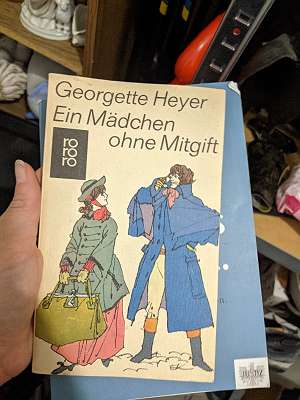 Georgette Heyer
Ein Mädchen
ohne Mitgift
ro
ro
ro